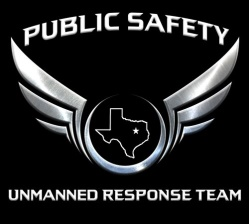 PUBLIC SAFETY
UNMANNED RESPONSE TEAM